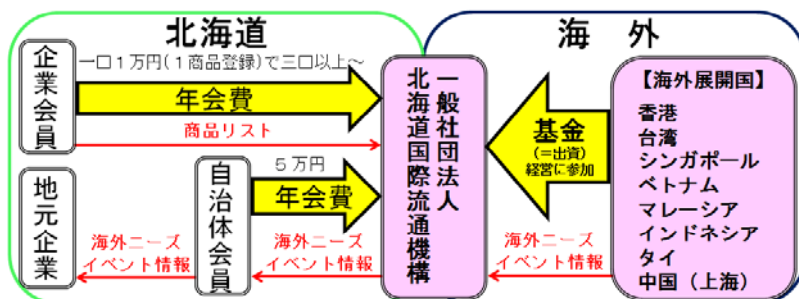 北海道
海 外
企業会員
一口1万円(1商品登録)で三口以上~
年会費
商品リスト
地元企業
海外ニーズ
イベント情報
自治体会員
5万円
年会費
海外ニーズ
イベント情報
一般社団法人
北海道国際流通機構
基金
(=出資)
経営に参加
海外ニーズ
イベント情報
【海外展開国】
香港
台湾
シンガポール
ベトナム
マレーシア
インドネシア
タイ
中国(上海)